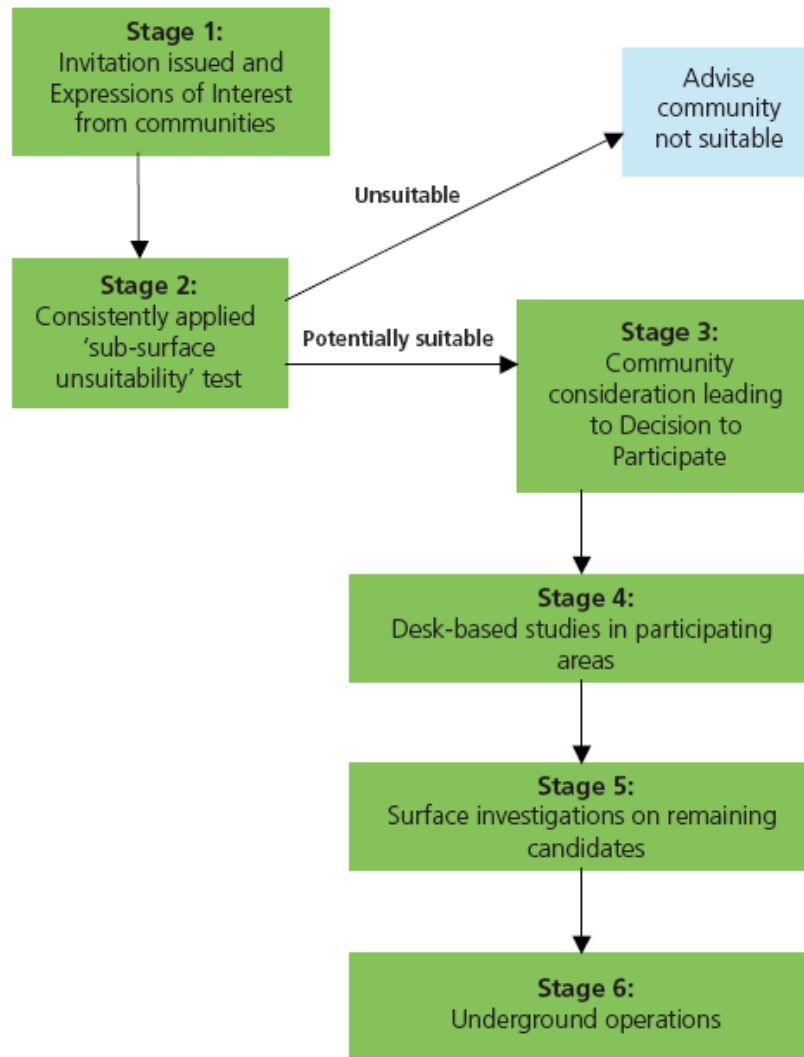 Stage 1:
Invitation issued and
Expressions of Interest
from communities
Advise
community
not suitable
Unsuitable
Stage 2:
Consistently applied
‘sub-surface
unsuitability’ test
Potentially suitable
Stage 3:
Community
consideration leading
to Decision to
Participate
Stage 4:
Desk-based studies in participating
areas
Stage 5:
Surface investigations on remaining
candidates
Stage 6:
Underground operations